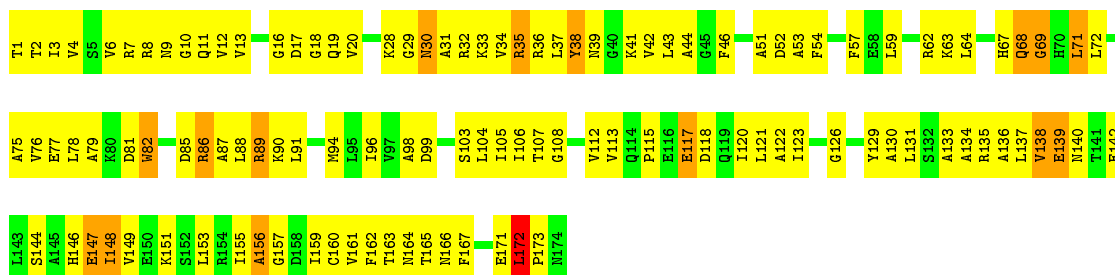 T1 T2 I3 V4 S5 V6 R7 R8 N9 G10 Q11 V12 V13 G16 D17 G18 Q19 V20 K28 G29 N30 A31 R32 K33 V34 R35 R36 L37 Y38 N39 G40 K41 V42 L43 A44 G45 F46 A51 D52 A53 F54 F57 E58 L59 R62 K63 L64 H67 Q68 G69 H70 L71 L72
A75 V76 E77 L78 A79 K80 D81 W82 D85 R86 A87 L88 R89 K90 L91 M94 L95 I96 V97 A98 D99 S103 L104 I105 I106 T107 G108 V112 V113 Q114 P115 E116 E117 D118 Q119 I120 L121 A122 I123 G126 Y129 A130 L131 S132 A133 A134 R135 A136 L137 V138 E139 N140 T141 E142
L143 S144 A145 H146 E147 I148 V149 E150 K151 S152 L153 R154 I155 A156 G157 D158 I159 C160 V161 F162 T163 N164 T165 N166 F167 E171 L172 P173 N174